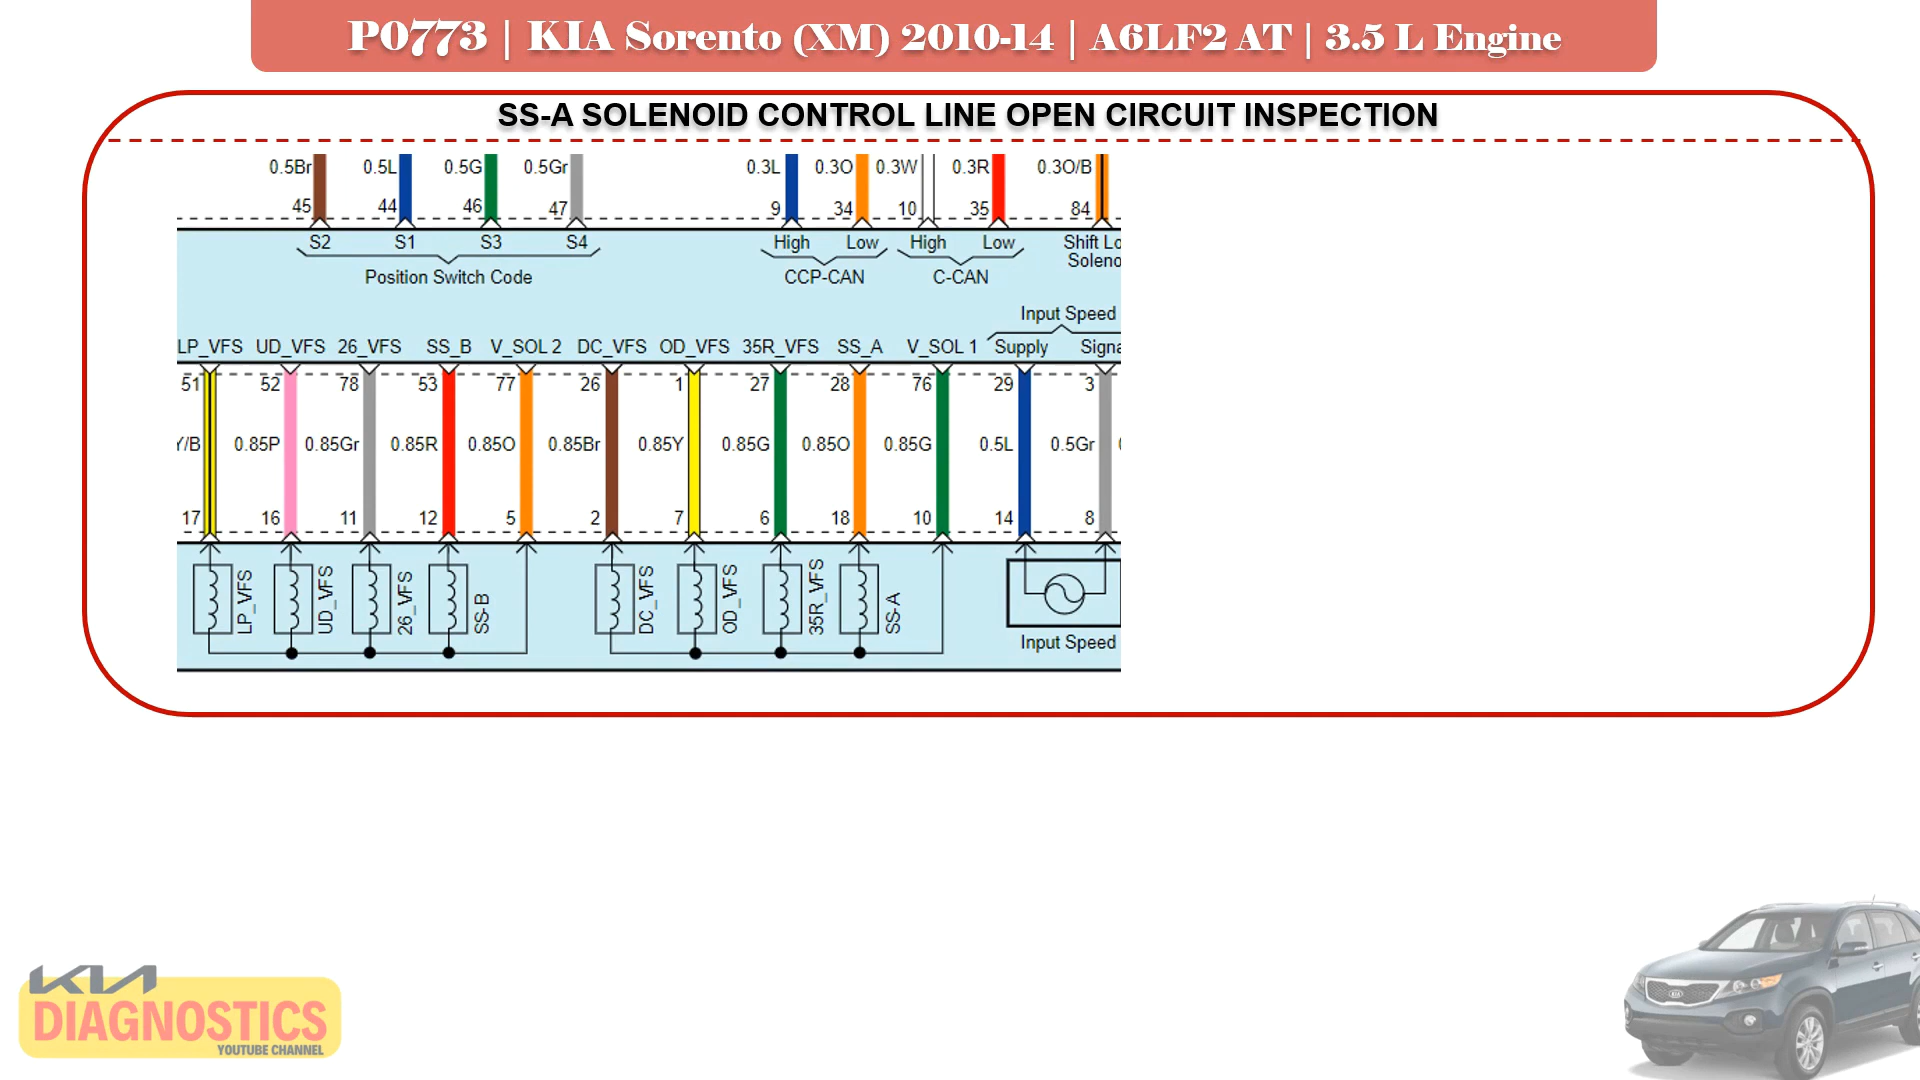 P0773 | KIA Sorento (XM) 2010-14 | A6LF2 AT | 3.5 L Engine
SS-A SOLENOID CONTROL LINE OPEN CIRCUIT INSPECTION
0.5Br 0.5L 0.5G 0.5Gr 0.3L 0.3O 0.3W 0.3R 0.3O/B
45 44 46 47 9 34 10 35 84
S2 S1 S3 S4 High Low High Low Shift Lo
Soleno
Position Switch Code CCP-CAN C-CAN
Input Speed
LP_VFS UD_VFS 26_VFS SS_B V_SOL 2 DC_VFS OD_VFS 35R_VFS SS_A V_SOL 1 Supply Signa
51 52 78 53 77 26 1 27 28 76 29 3
Y/B 0.85P 0.85Gr 0.85R 0.85O 0.85Br 0.85Y 0.85G 0.85O 0.85G 0.5L 0.5Gr
17 16 11 12 5 2 7 6 18 10 14 8
LP_VFS UD_VFS 26_VFS SS-B DC_VFS OD_VFS 35R_VFS SS-A
Input Speed
KIA
DIAGNOSTICS
YOUTUBE CHANNEL